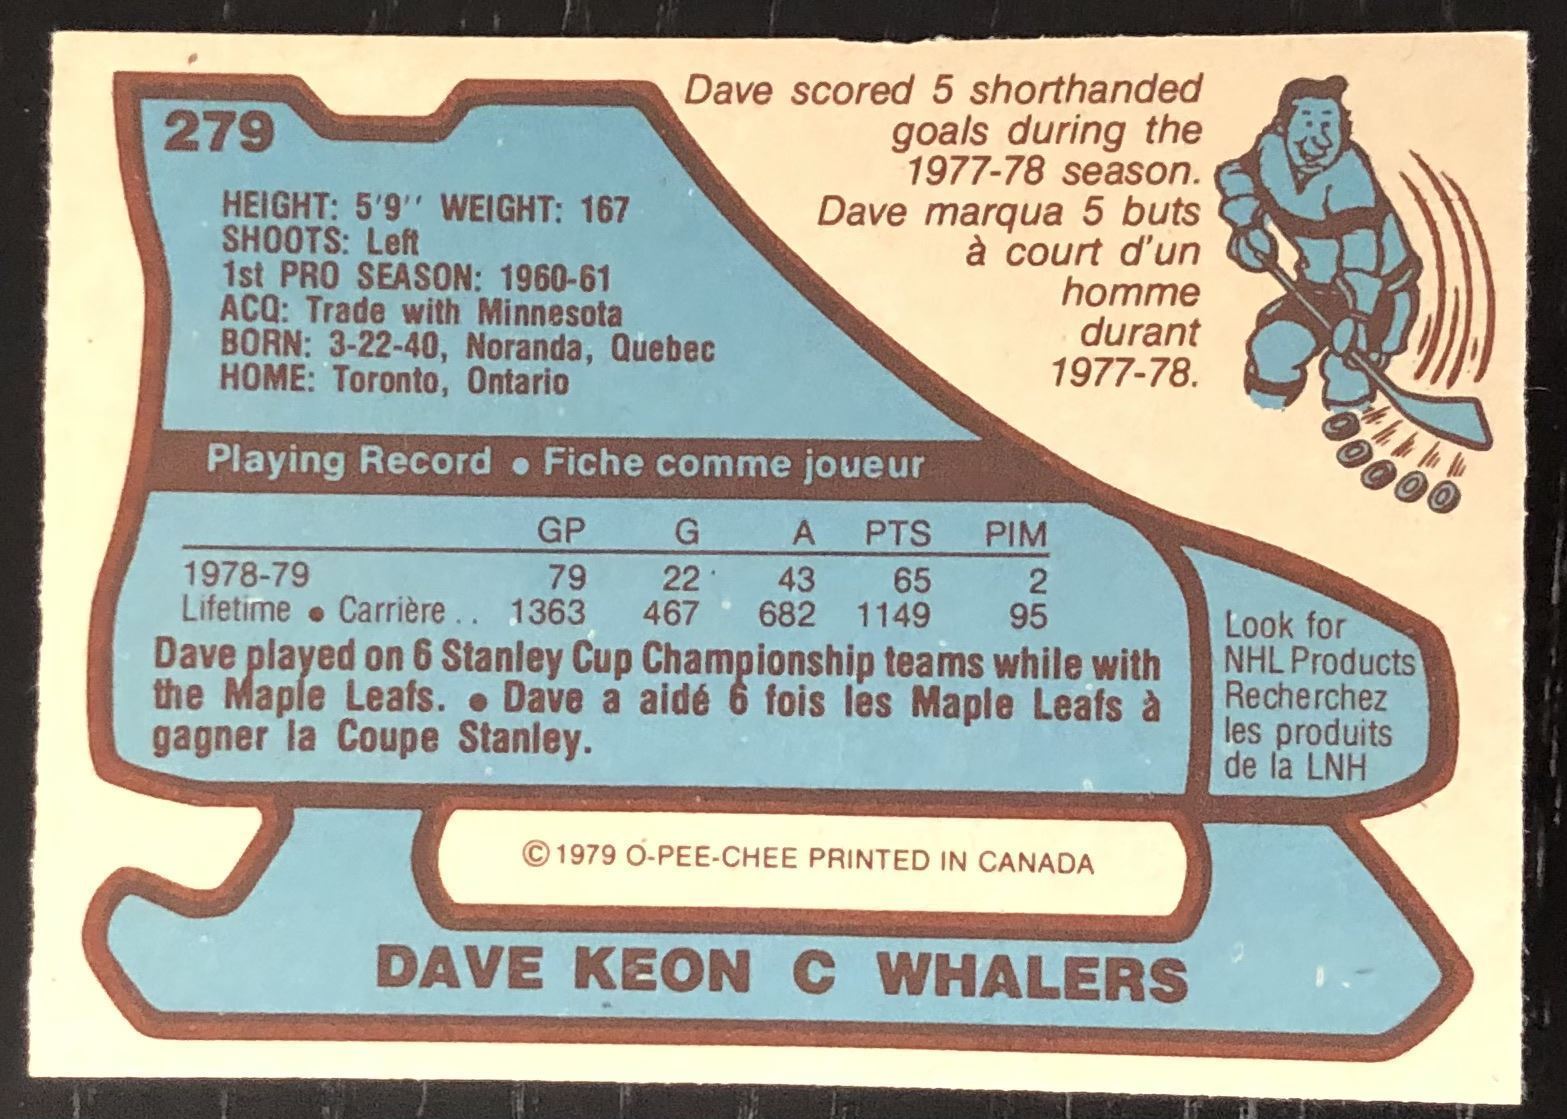 279
HEIGHT: 5'9'' WEIGHT: 167
SHOOTS: Left
1st PRO SEASON: 1960-61
ACQ: Trade with Minnesota
BORN: 3-22-40, Noranda, Quebec
HOME: Toronto, Ontario
Dave scored 5 shorthanded
goals during the
1977-78 season.
Dave marqua 5 buts
à court d'un
homme
durant
1977-78.
Playing Record • Fiche comme joueur
GP G A PTS PIM
1978-79 79 22 43 65 2
Lifetime • Carrière .. 1363 467 682 1149 95
Dave played on 6 Stanley Cup Championship teams while with
the Maple Leafs. • Dave a aidé 6 fois les Maple Leafs à
gagner la Coupe Stanley.
Look for
NHL Products
Recherchez
les produits
de la LNH
©1979 O-PEE-CHEE PRINTED IN CANADA
DAVE KEON C WHALERS